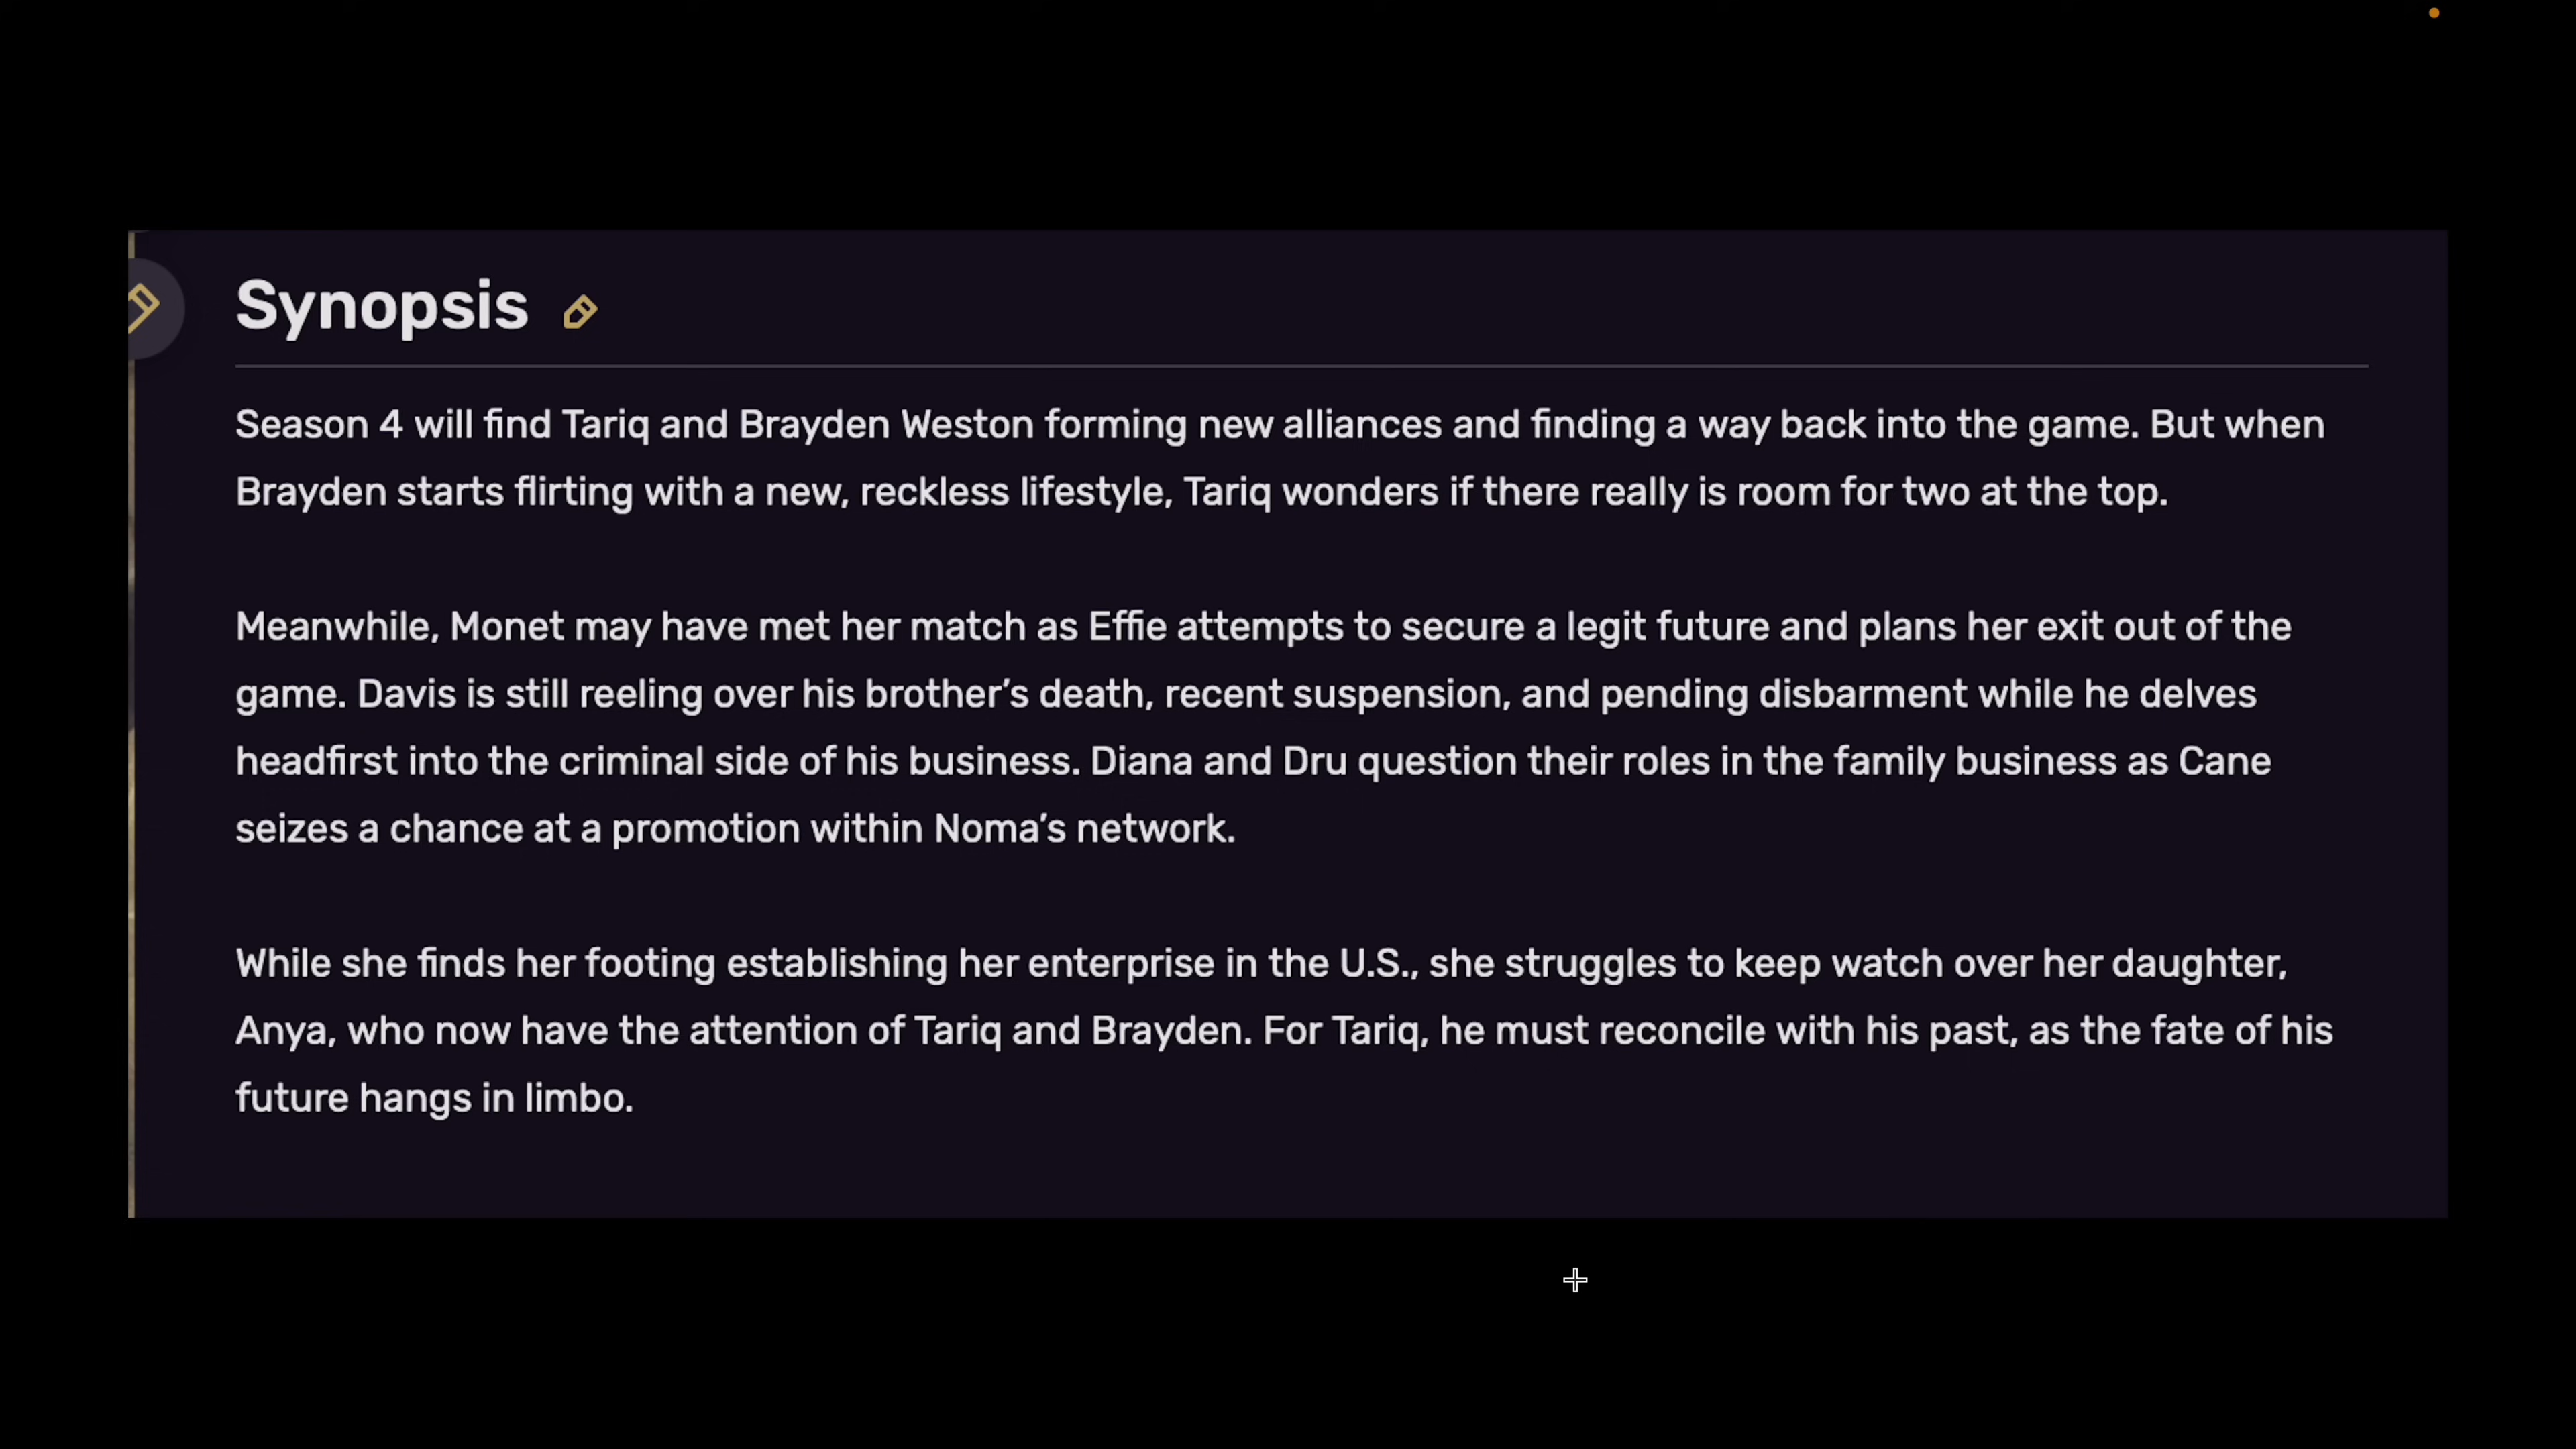 Synopsis
Season 4 will find Tariq and Brayden Weston forming new alliances and finding a way back into the game. But when
Brayden starts flirting with a new, reckless lifestyle, Tariq wonders if there really is room for two at the top.
Meanwhile, Monet may have met her match as Effie attempts to secure a legit future and plans her exit out of the
game. Davis is still reeling over his brother’s death, recent suspension, and pending disbarment while he delves
headfirst into the criminal side of his business. Diana and Dru question their roles in the family business as Cane
seizes a chance at a promotion within Noma’s network.
While she finds her footing establishing her enterprise in the U.S., she struggles to keep watch over her daughter,
Anya, who now have the attention of Tariq and Brayden. For Tariq, he must reconcile with his past, as the fate of his
future hangs in limbo.